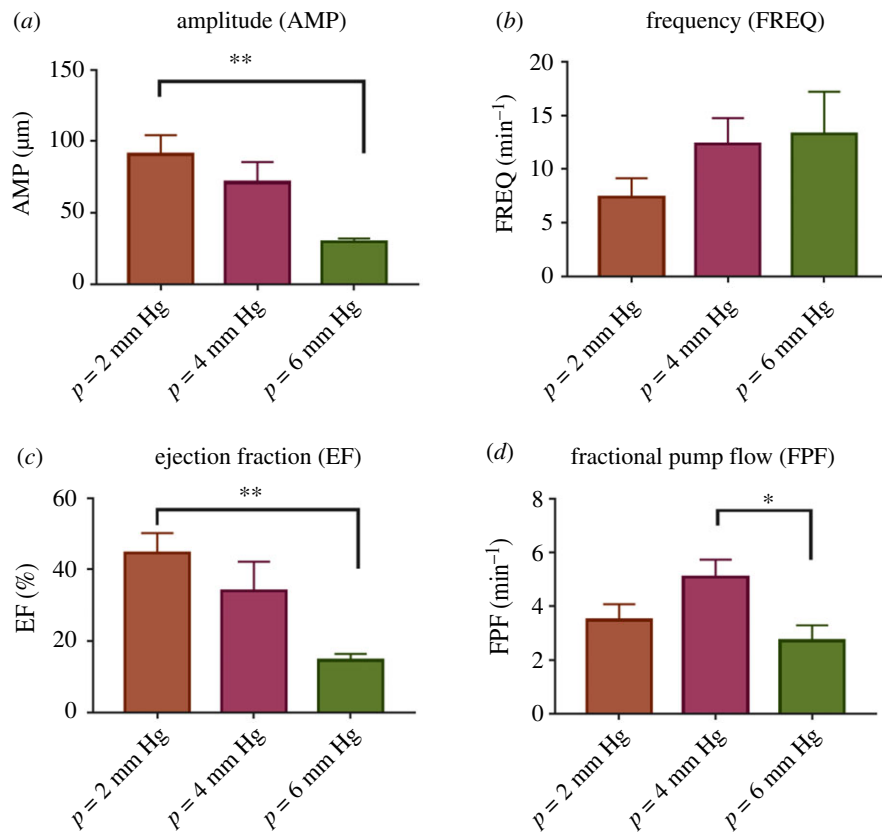 (a) amplitude (AMP)
**
150
100
50
0
AMP (µm)
p = 2 mm Hg
p = 4 mm Hg
p = 6 mm Hg
(b) frequency (FREQ)
20
15
10
5
0
FREQ (min⁻¹)
p = 2 mm Hg
p = 4 mm Hg
p = 6 mm Hg
(c) ejection fraction (EF)
**
60
40
20
0
EF (%)
p = 2 mm Hg
p = 4 mm Hg
p = 6 mm Hg
(d) fractional pump flow (FPF)
*
8
6
4
2
0
FPF (min⁻¹)
p = 2 mm Hg
p = 4 mm Hg
p = 6 mm Hg